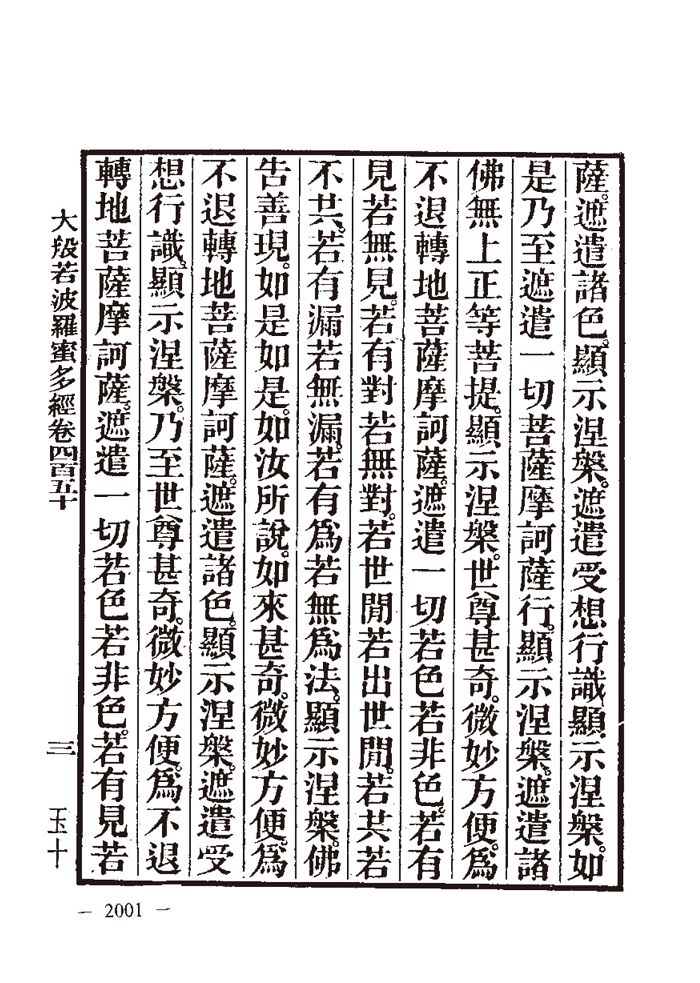 薩。遮遣諸色。顯示涅槃。遮遣受想行識。顯示涅槃。如
是乃至遮遣一切菩薩摩訶薩行。顯示涅槃。遮遣諸
佛無上正等菩提。顯示涅槃。世尊甚奇。微妙方便。爲
不退轉地菩薩摩訶薩。遮遣一切若色若非色。若有
見若無見。若有對若無對。若世閒若出世閒。若共若
不共。若有漏若無漏。若有爲若無爲法。顯示涅槃。佛
告善現。如是如是。如汝所說。如來甚奇。微妙方便。爲
不退轉地菩薩摩訶薩。遮遣諸色。顯示涅槃。遮遣受
想行識。顯示涅槃。乃至世尊甚奇。微妙方便。爲不退
轉地菩薩摩訶薩。遮遣一切若色若非色。若有見若
大般若波羅蜜多經卷四百五十 三 玉十
— 2001 —